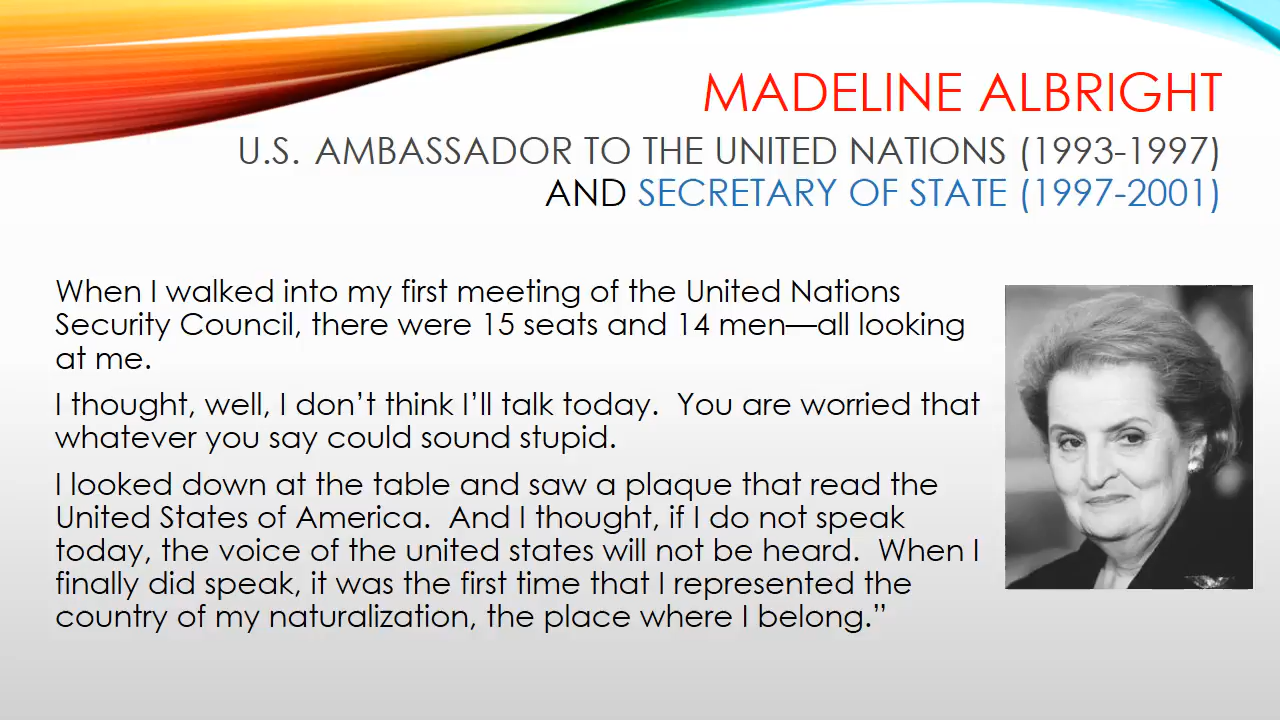 MADELINE ALBRIGHT
U.S. AMBASSADOR TO THE UNITED NATIONS (1993-1997)
AND SECRETARY OF STATE (1997-2001)
When I walked into my first meeting of the United Nations
Security Council, there were 15 seats and 14 men—all looking
at me.
I thought, well, I don’t think I’ll talk today.  You are worried that
whatever you say could sound stupid.
I looked down at the table and saw a plaque that read the
United States of America.  And I thought, if I do not speak
today, the voice of the united states will not be heard.  When I
finally did speak, it was the first time that I represented the
country of my naturalization, the place where I belong.”